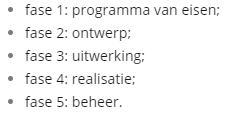 • fase 1: programma van eisen;
• fase 2: ontwerp;
• fase 3: uitwerking;
• fase 4: realisatie;
• fase 5: beheer.